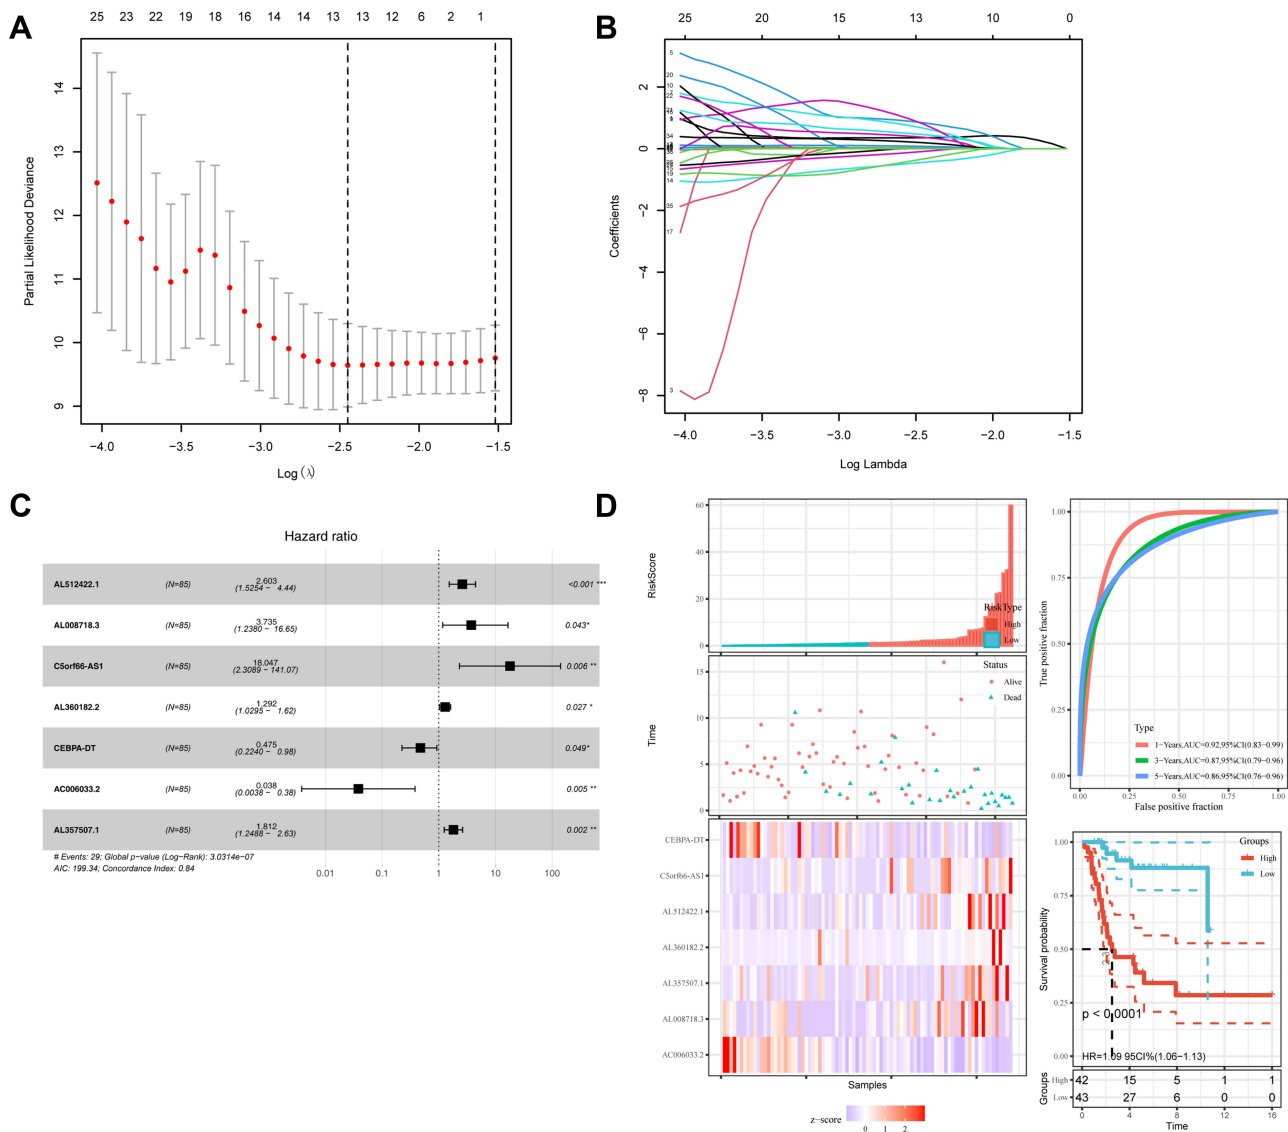 A
25 23 22 19 18 16 14 14 13 12 6 2 1
Partial Likelihood Deviance
14
13
12
11
10
9
−4.0 −3.5 −3.0 −2.5 −2.0 −1.5
Log (λ)
B
25 20 15 13 10 0
Coefficients
2
0
−2
−4
−6
−8
5
20
10
34
19
14
35
17
3
−4.0 −3.5 −3.0 −2.5 −2.0 −1.5
Log Lambda
C
Hazard ratio
AL512422.1 (N=85) 2.603 (1.5254 − 4.44) <0.001 ***
AL008718.3 (N=85) 3.735 (1.2380 − 16.65) 0.043*
C5orf66−AS1 (N=85) 18.047 (2.3089 − 141.07) 0.006 **
AL360182.2 (N=85) 1.292 (1.0295 − 1.62) 0.027 *
CEBPA−DT (N=85) 0.475 (0.2240 − 0.98) 0.049*
AC006033.2 (N=85) 0.038 (0.0038 − 0.38) 0.005 **
AL357507.1 (N=85) 1.812 (1.2488 − 2.63) 0.002 **
# Events: 29; Global p−value (Log−Rank): 3.0314e−07
AIC: 199.34; Concordance Index: 0.84
0.01 0.1 1 10 100
D
RiskScore
60
40
20
0
RiskType
High
Low
Time
15
10
5
0
Status
Alive
Dead
CEBPA−DT
C5orf66−AS1
AL512422.1
AL360182.2
AL357507.1
AL008718.3
AC006033.2
Samples
z−score
0 1 2
True positive fraction
1.00
0.75
0.50
0.25
0.00
Type
1−Years,AUC=0.92,95%CI(0.83−0.99)
3−Years,AUC=0.87,95%CI(0.79−0.96)
5−Years,AUC=0.86,95%CI(0.76−0.96)
0.00 0.25 0.50 0.75 1.00
False positive fraction
Survival probability
1.00
0.75
0.50
0.25
0.00
Groups
High
Low
p < 0.0001
HR=1.09 95CI%(1.06−1.13)
Groups
High 42 15 5 1 1
Low 43 27 6 0 0
0 4 8 12 16
Time